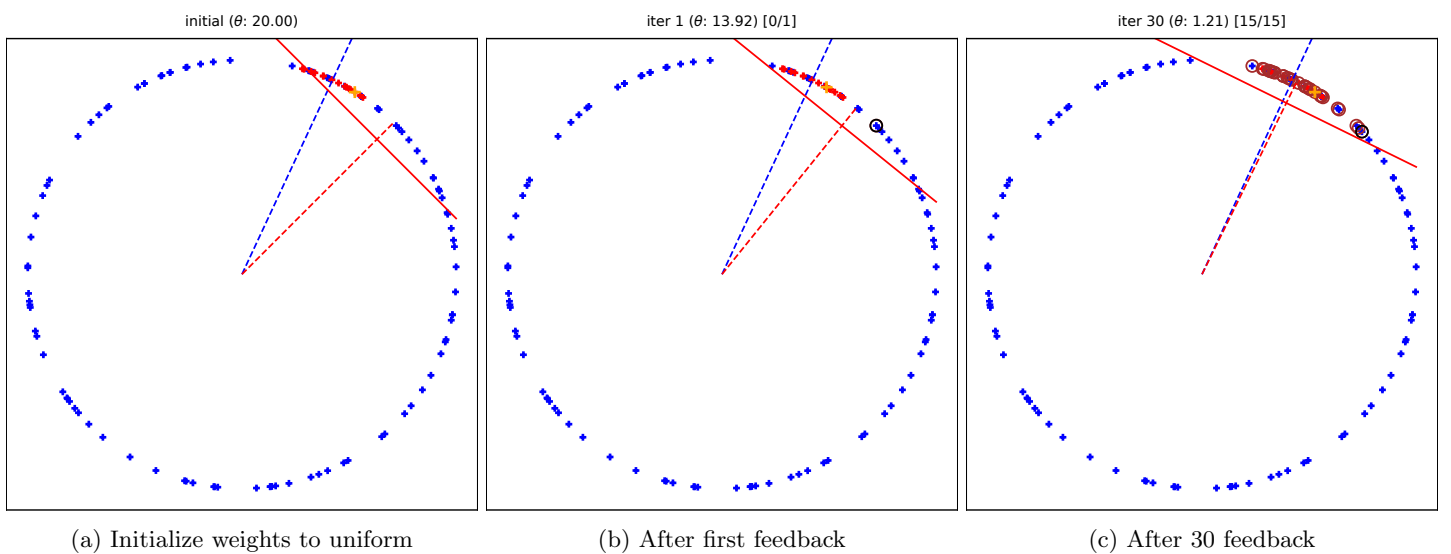 initial (θ: 20.00)
iter 1 (θ: 13.92) [0/1]
iter 30 (θ: 1.21) [15/15]
(a) Initialize weights to uniform
(b) After first feedback
(c) After 30 feedback